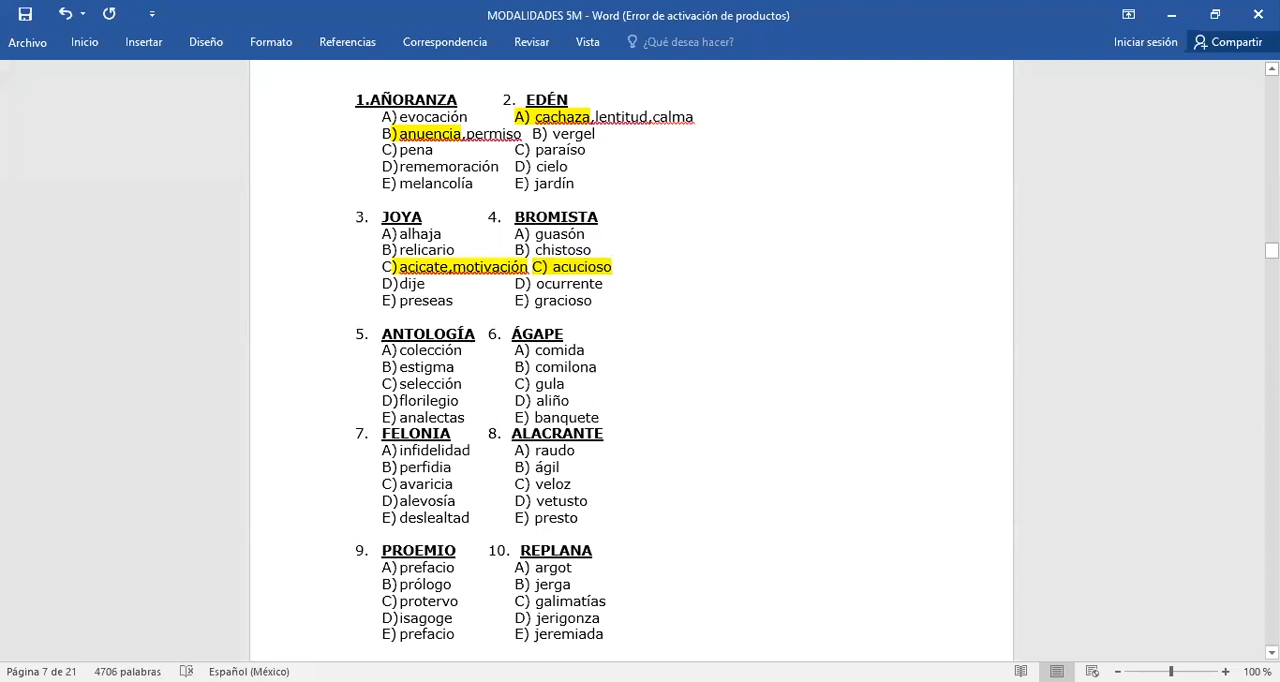 MODALIDADES 5M - Word (Error de activación de productos)
Archivo Inicio Insertar Diseño Formato Referencias Correspondencia Revisar Vista ¿Qué desea hacer? Iniciar sesión Compartir
1.AÑORANZA 2. EDÉN
A) evocación A) cachaza,lentitud,calma
B) anuencia,permiso B) vergel
C) pena C) paraíso
D) rememoración D) cielo
E) melancolía E) jardín
3. JOYA 4. BROMISTA
A) alhaja A) guasón
B) relicario B) chistoso
C) acicate,motivación C) acucioso
D) dije D) ocurrente
E) preseas E) gracioso
5. ANTOLOGÍA 6. ÁGAPE
A) colección A) comida
B) estigma B) comilona
C) selección C) gula
D) florilegio D) aliño
E) analectas E) banquete
7. FELONIA 8. ALACRANTE
A) infidelidad A) raudo
B) perfidia B) ágil
C) avaricia C) veloz
D) alevosía D) vetusto
E) deslealtad E) presto
9. PROEMIO 10. REPLANA
A) prefacio A) argot
B) prólogo B) jerga
C) protervo C) galimatías
D) isagoge D) jerigonza
E) prefacio E) jeremiada
Página 7 de 21 4706 palabras Español (México) 100 %